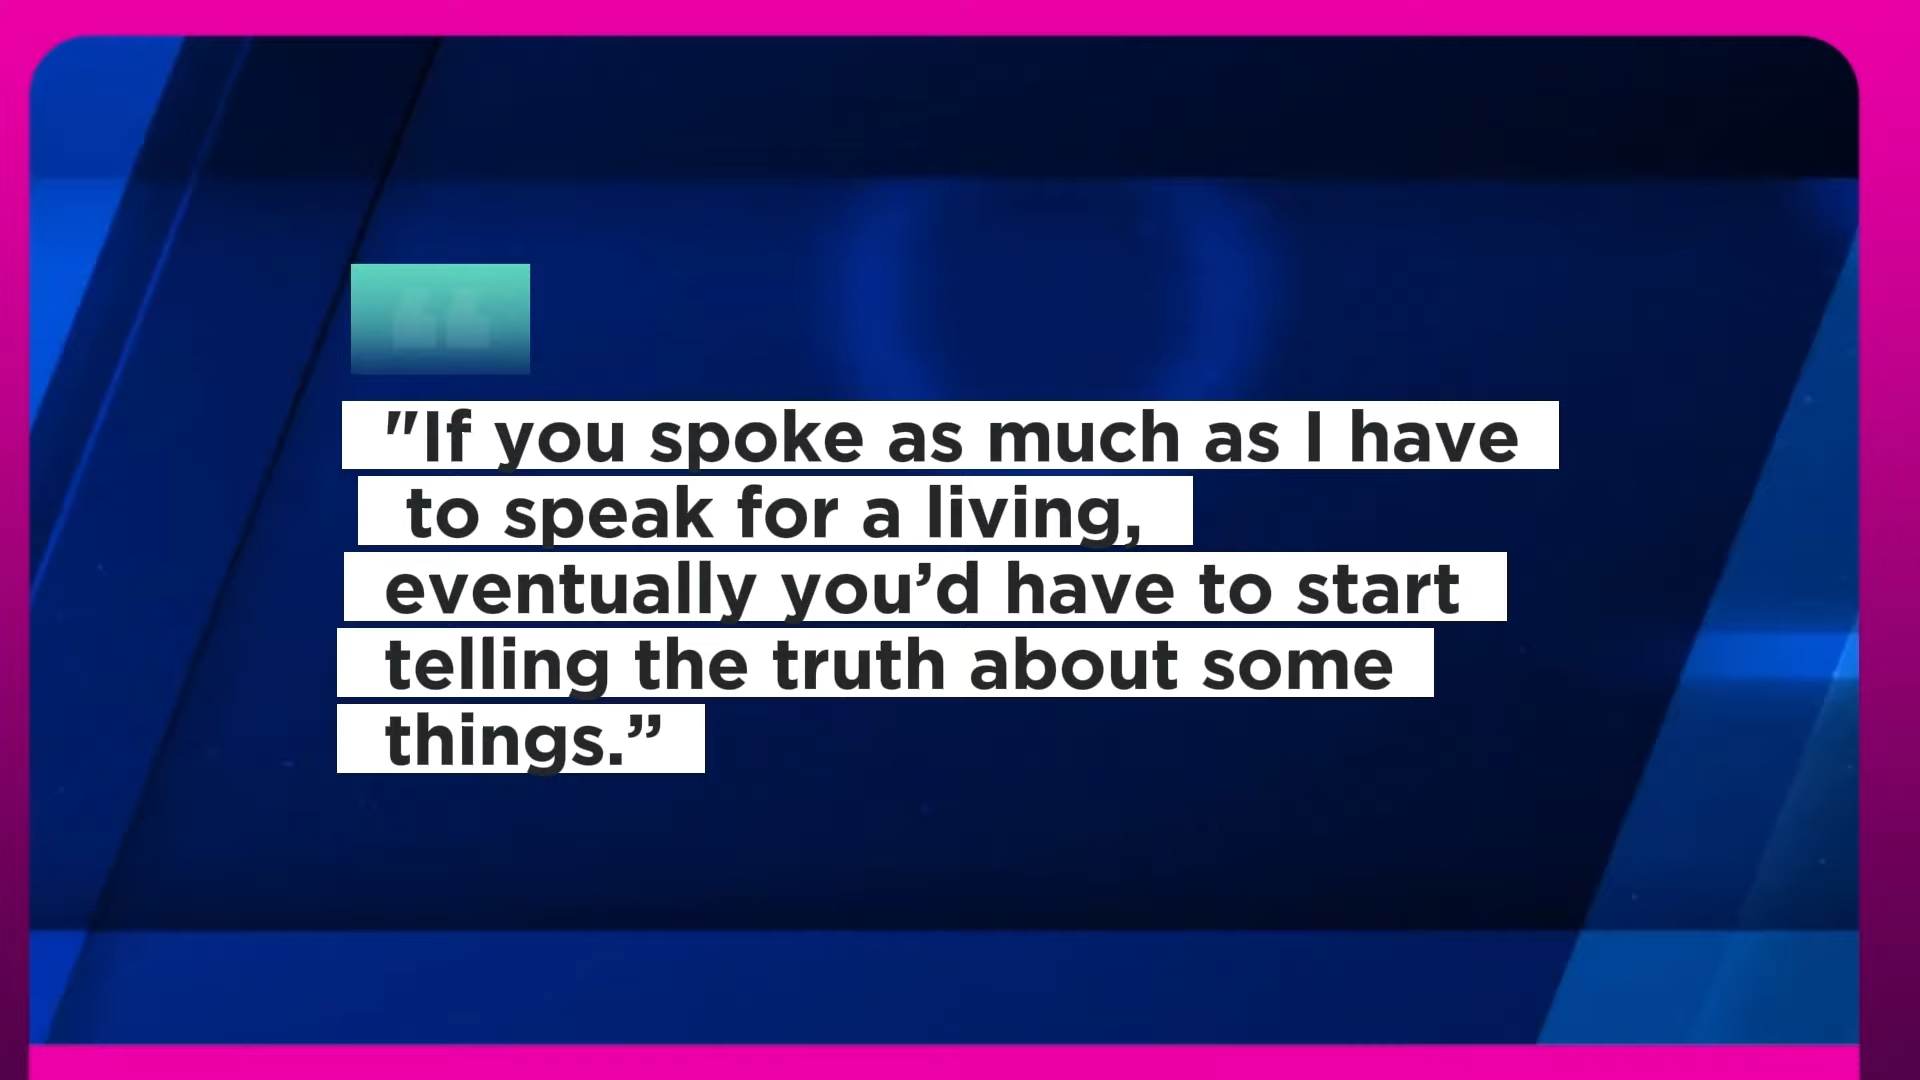 "If you spoke as much as I have
to speak for a living,
eventually you’d have to start
telling the truth about some
things.”